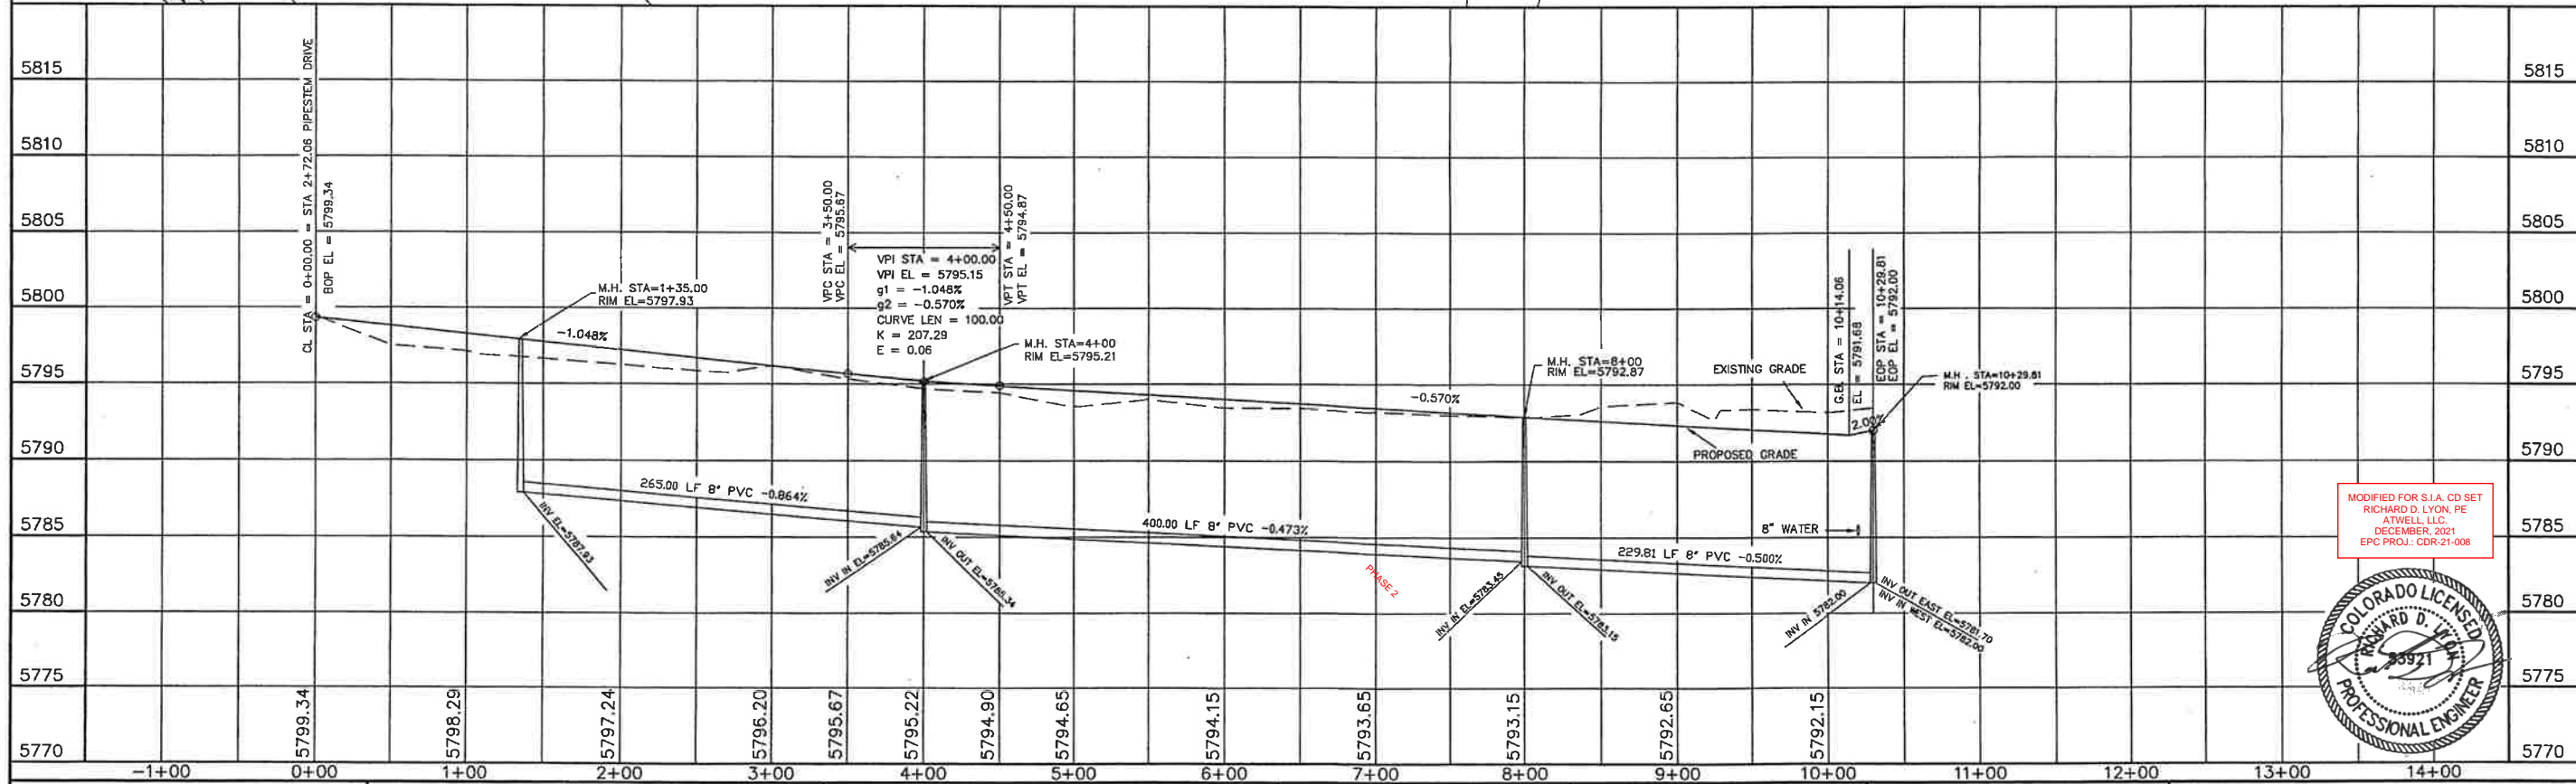 5815
5810
5805
5800
5795
5790
5785
5780
5775
5770
CL STA = 0+00.00 = STA 2+72.06 PIPESTEM DRIVE
BOP EL = 5799.34
M.H. STA=1+35.00
RIM EL=5797.93
-1.048%
VPC STA = 3+50.00
VPC EL = 5795.67
VPI STA = 4+00.00
VPI EL = 5795.15
g1 = -1.048%
g2 = -0.570%
CURVE LEN = 100.00
K = 207.29
E = 0.06
VPT STA = 4+50.00
VPT EL = 5794.87
M.H. STA=4+00
RIM EL=5795.21
-0.570%
M.H. STA=8+00
RIM EL=5792.87
EXISTING GRADE
PROPOSED GRADE
G.B. STA = 10+14.06
EL = 5791.68
EOP STA = 10+29.81
EOP EL = 5792.00
2.00%
M.H. STA=10+29.81
RIM EL=5792.00
265.00 LF 8" PVC -0.864%
INV EL=5787.93
INV IN EL=5785.64
INV OUT EL=5785.34
400.00 LF 8" PVC -0.473%
PHASE 2
INV IN EL=5783.45
INV OUT EL=5783.15
8" WATER
229.81 LF 8" PVC -0.500%
INV IN 5782.00
INV OUT EAST EL=5781.70
INV IN WEST EL=5782.00
MODIFIED FOR S.I.A. CD SET
RICHARD D. LYON, PE
ATWELL, LLC.
DECEMBER, 2021
EPC PROJ.: CDR-21-008
COLORADO LICENSED
RICHARD D. LYON
53921
PROFESSIONAL ENGINEER
5815
5810
5805
5800
5795
5790
5785
5780
5775
5770
5799.34
5798.29
5797.24
5796.20
5795.67
5795.22
5794.90
5794.65
5794.15
5793.65
5793.15
5792.65
5792.15
-1+00 0+00 1+00 2+00 3+00 4+00 5+00 6+00 7+00 8+00 9+00 10+00 11+00 12+00 13+00 14+00